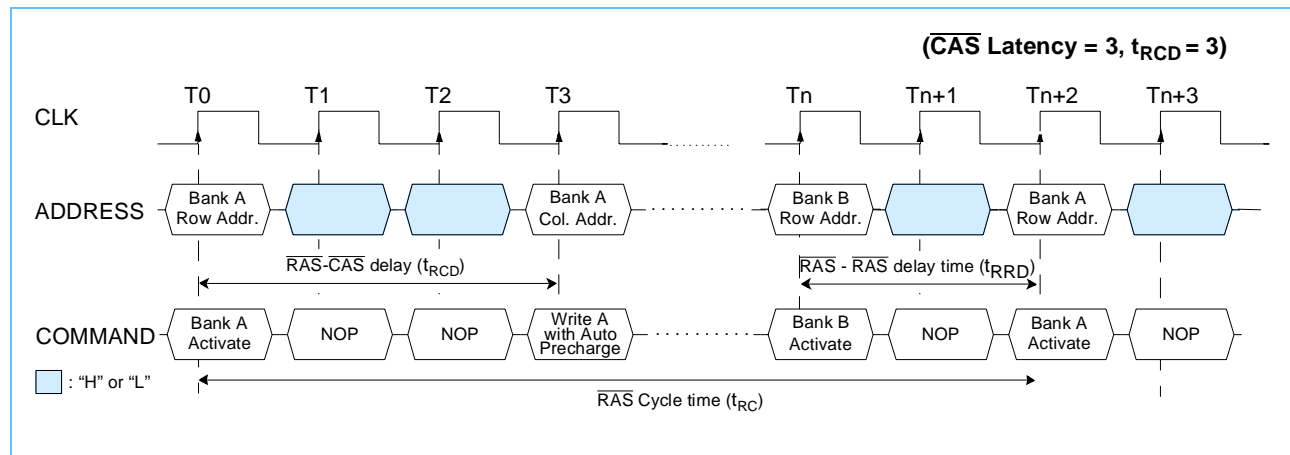 (CAS Latency = 3, tRCD = 3)
T0 T1 T2 T3 Tn Tn+1 Tn+2 Tn+3
CLK
ADDRESS
Bank A
Row Addr.
Bank A
Col. Addr.
Bank B
Row Addr.
Bank A
Row Addr.
RAS-CAS delay (tRCD)
RAS - RAS delay time (tRRD)
COMMAND
Bank A
Activate
NOP
NOP
Write A
with Auto
Precharge
Bank B
Activate
NOP
Bank A
Activate
NOP
: “H” or “L”
RAS Cycle time (tRC)